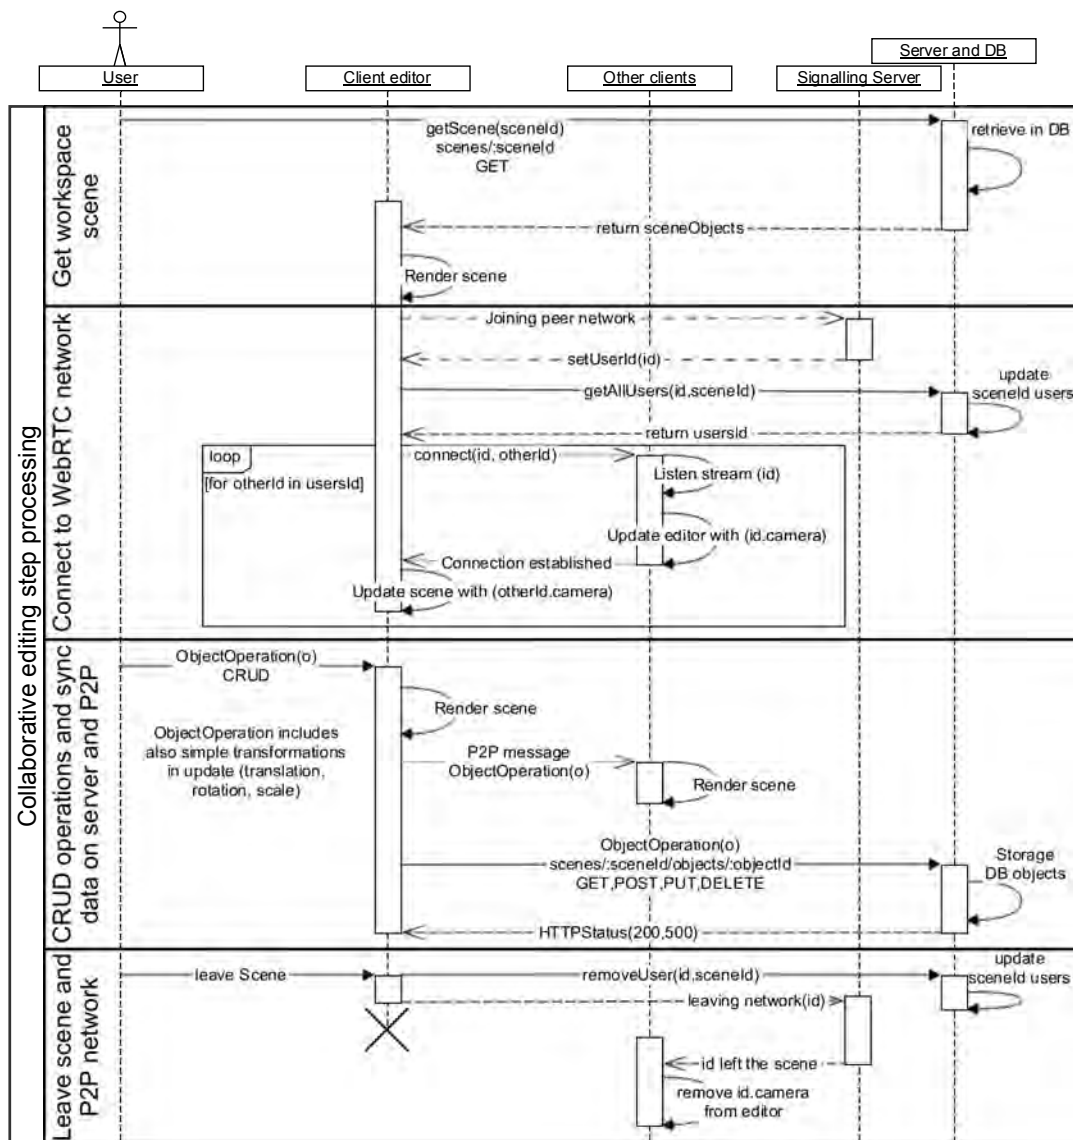 User
Client editor
Other clients
Signalling Server
Server and DB
Collaborative editing step processing
Get workspace
scene
getScene(sceneId)
scenes/:sceneId
GET
retrieve in DB
return sceneObjects
Render scene
Connect to WebRTC network
Joining peer network
setUserId(id)
getAllUsers(id,sceneId)
update
sceneId users
return usersid
loop
[for otherId in usersId]
connect(id, otherId)
Listen stream (id)
Update editor with (id.camera)
Connection established
Update scene with (otherId.camera)
CRUD operations and sync
data on server and P2P
ObjectOperation(o)
CRUD
Render scene
ObjectOperation includes
also simple transformations
in update (translation,
rotation, scale)
P2P message
ObjectOperation(o)
Render scene
ObjectOperation(o)
scenes/:sceneId/objects/:objectId
GET,POST,PUT,DELETE
Storage
DB objects
HTTPStatus(200,500)
Leave scene and
P2P network
leave Scene
removeUser(id,sceneId)
update
sceneId users
leaving network(id)
id left the scene
remove id.camera
from editor